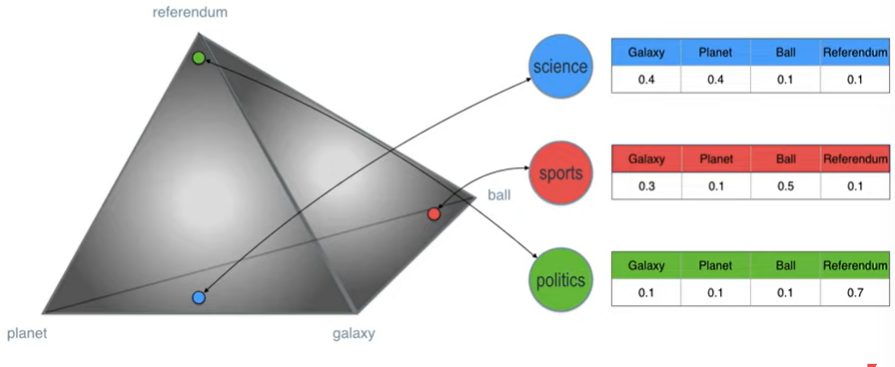 referendum
ball
planet
galaxy
science
Galaxy Planet Ball Referendum
0.4 0.4 0.1 0.1
sports
Galaxy Planet Ball Referendum
0.3 0.1 0.5 0.1
politics
Galaxy Planet Ball Referendum
0.1 0.1 0.1 0.7